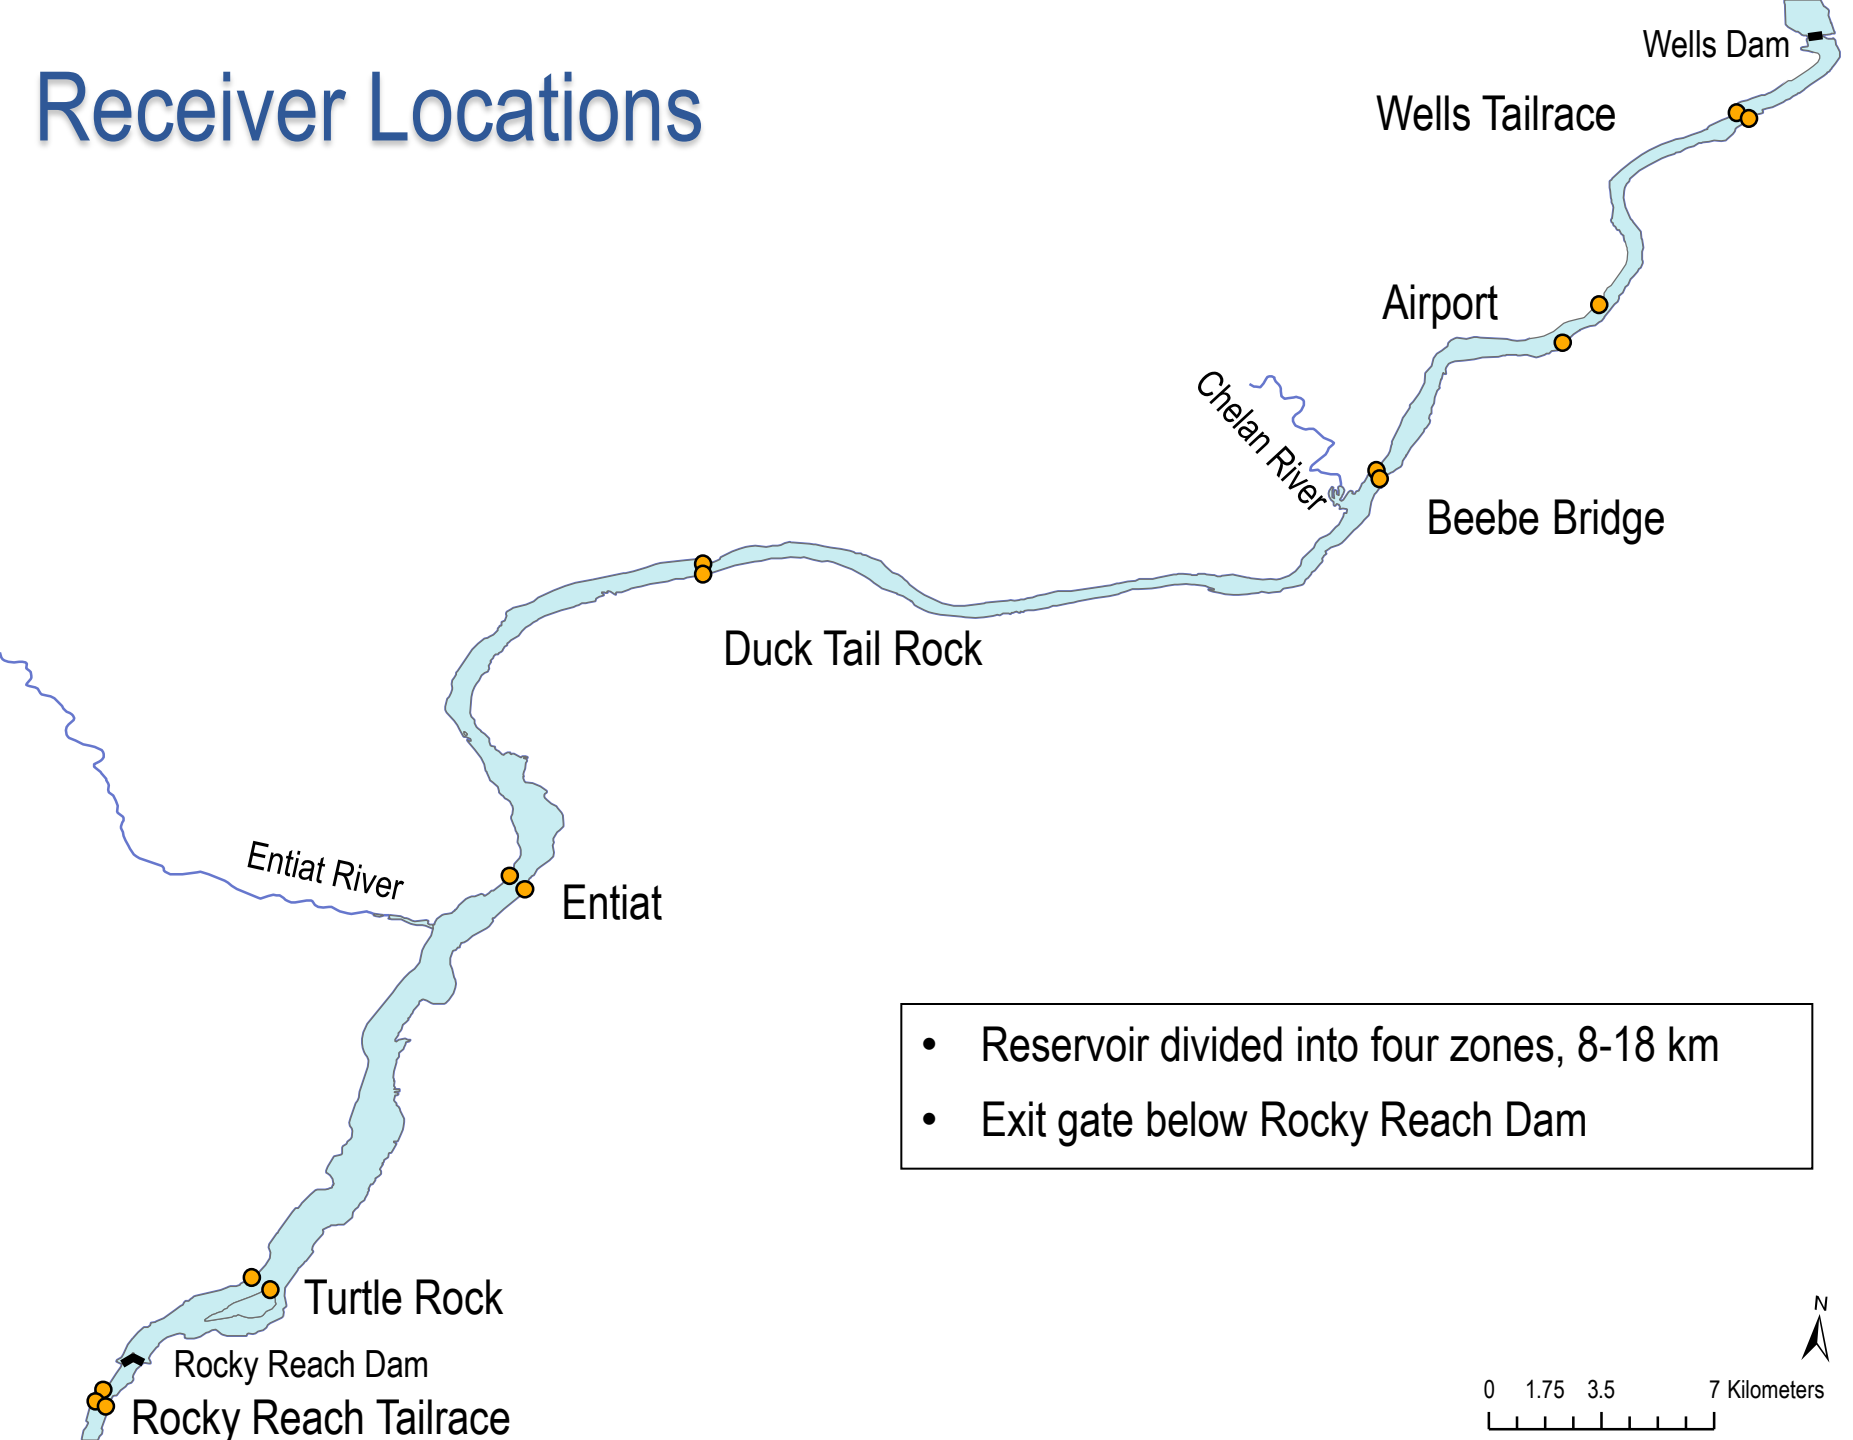 Receiver Locations
Wells Dam
Wells Tailrace
Airport
Chelan River
Beebe Bridge
Duck Tail Rock
Entiat River
Entiat
• Reservoir divided into four zones, 8-18 km
• Exit gate below Rocky Reach Dam
Turtle Rock
Rocky Reach Dam
Rocky Reach Tailrace
N
0 1.75 3.5 7 Kilometers